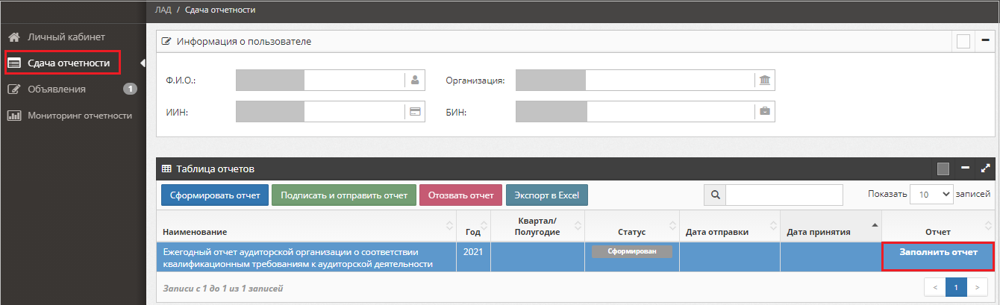 ЛАД / Сдача отчетности
Личный кабинет
Сдача отчетности
Объявления 1
Мониторинг отчетности
Информация о пользователе
Ф.И.О.: Организация:
ИИН: БИН:
Таблица отчетов
Сформировать отчет Подписать и отправить отчет Отозвать отчет Экспорт в Excel Показать 10 записей
Наименование Год Квартал/ Полугодие Статус Дата отправки Дата принятия Отчет
Ежегодный отчет аудиторской организации о соответствии 2021 Сформирован Заполнить отчет
квалификационным требованиям к аудиторской деятельности
Записи с 1 до 1 из 1 записей < 1 >